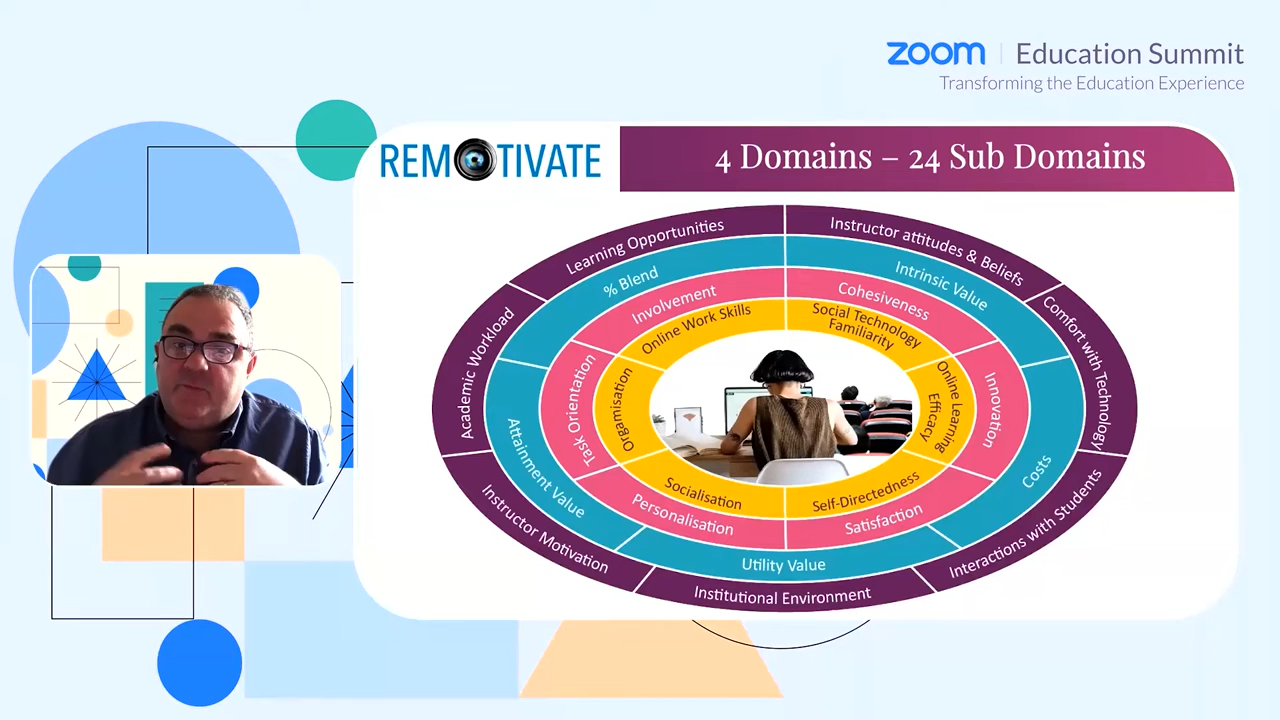 zoom | Education Summit
Transforming the Education Experience
REMOTIVATE
4 Domains – 24 Sub Domains
Learning Opportunities
Instructor attitudes & Beliefs
Comfort with Technology
Interactions with Students
Institutional Environment
Instructor Motivation
Academic Workload
% Blend
Intrinsic Value
Costs
Utility Value
Attainment Value
Involvement
Cohesiveness
Innovation
Satisfaction
Personalisation
Task Orientation
Online Work Skills
Social Technology
Familiarity
Online Learning
Efficacy
Self-Directedness
Socialisation
Orgamisation